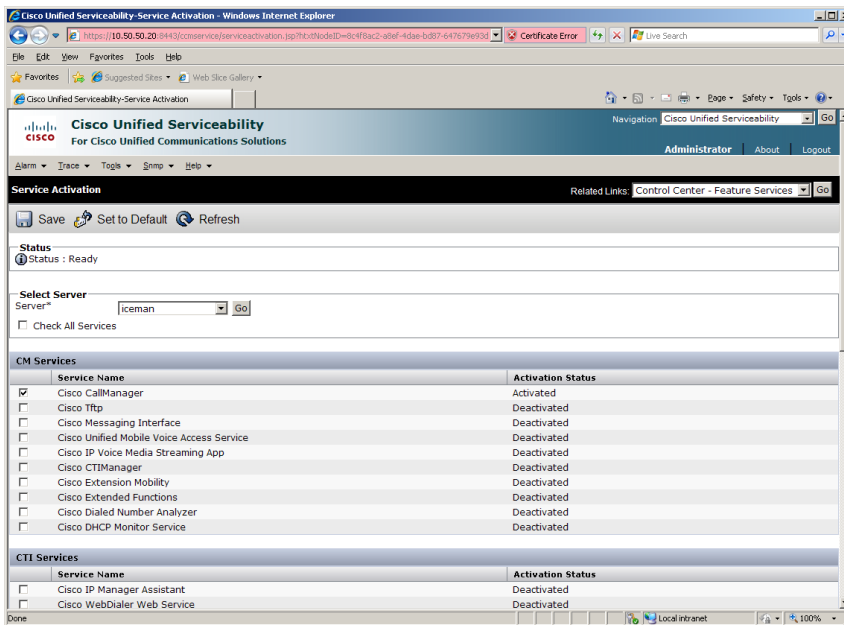 Cisco Unified Serviceability-Service Activation - Windows Internet Explorer
https://10.50.50.20:8443/ccmservice/serviceactivation.jsp?htxtNodeID=8c4f8ac2-a8ef-4dae-bd87-647679e93d Certificate Error Live Search
File Edit View Favorites Tools Help
Favorites Suggested Sites Web Slice Gallery
Cisco Unified Serviceability-Service Activation Page Safety Tools
CISCO Cisco Unified Serviceability
For Cisco Unified Communications Solutions
Navigation Cisco Unified Serviceability Go
Administrator About Logout
Alarm Trace Tools Snmp Help
Service Activation Related Links: Control Center - Feature Services Go
Save Set to Default Refresh
Status
Status : Ready
Select Server
Server* iceman Go
Check All Services
CM Services
Service Name Activation Status
Cisco CallManager Activated
Cisco Tftp Deactivated
Cisco Messaging Interface Deactivated
Cisco Unified Mobile Voice Access Service Deactivated
Cisco IP Voice Media Streaming App Deactivated
Cisco CTIManager Deactivated
Cisco Extension Mobility Deactivated
Cisco Extended Functions Deactivated
Cisco Dialed Number Analyzer Deactivated
Cisco DHCP Monitor Service Deactivated
CTI Services
Service Name Activation Status
Cisco IP Manager Assistant Deactivated
Cisco WebDialer Web Service Deactivated
Done Local intranet 100%